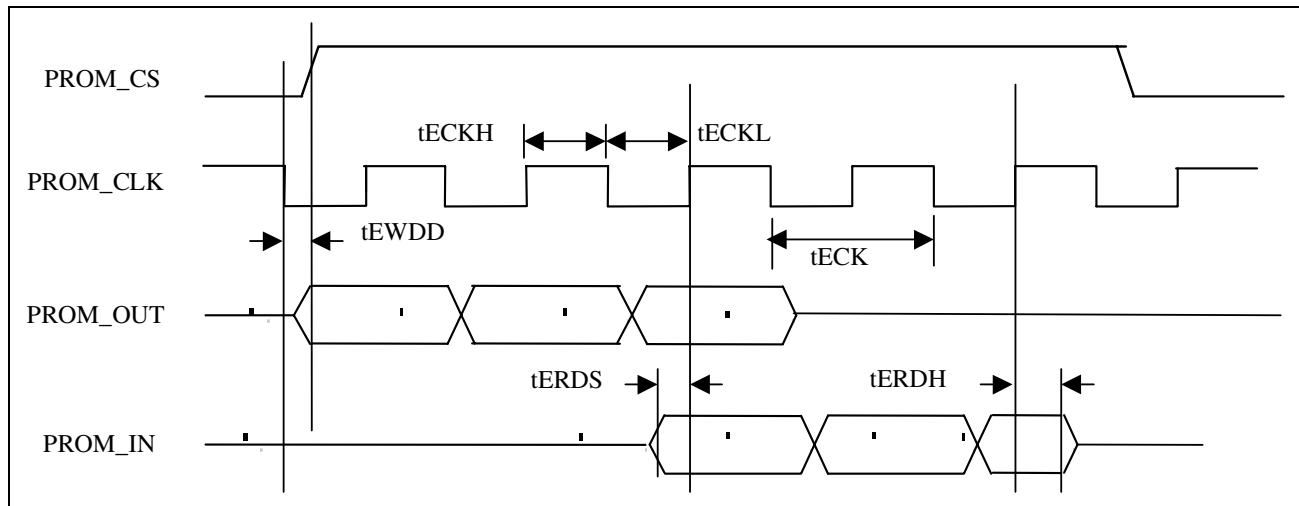 PROM_CS
tECKH
tECKL
PROM_CLK
tEWDD
tECK
PROM_OUT
tERDS
tERDH
PROM_IN